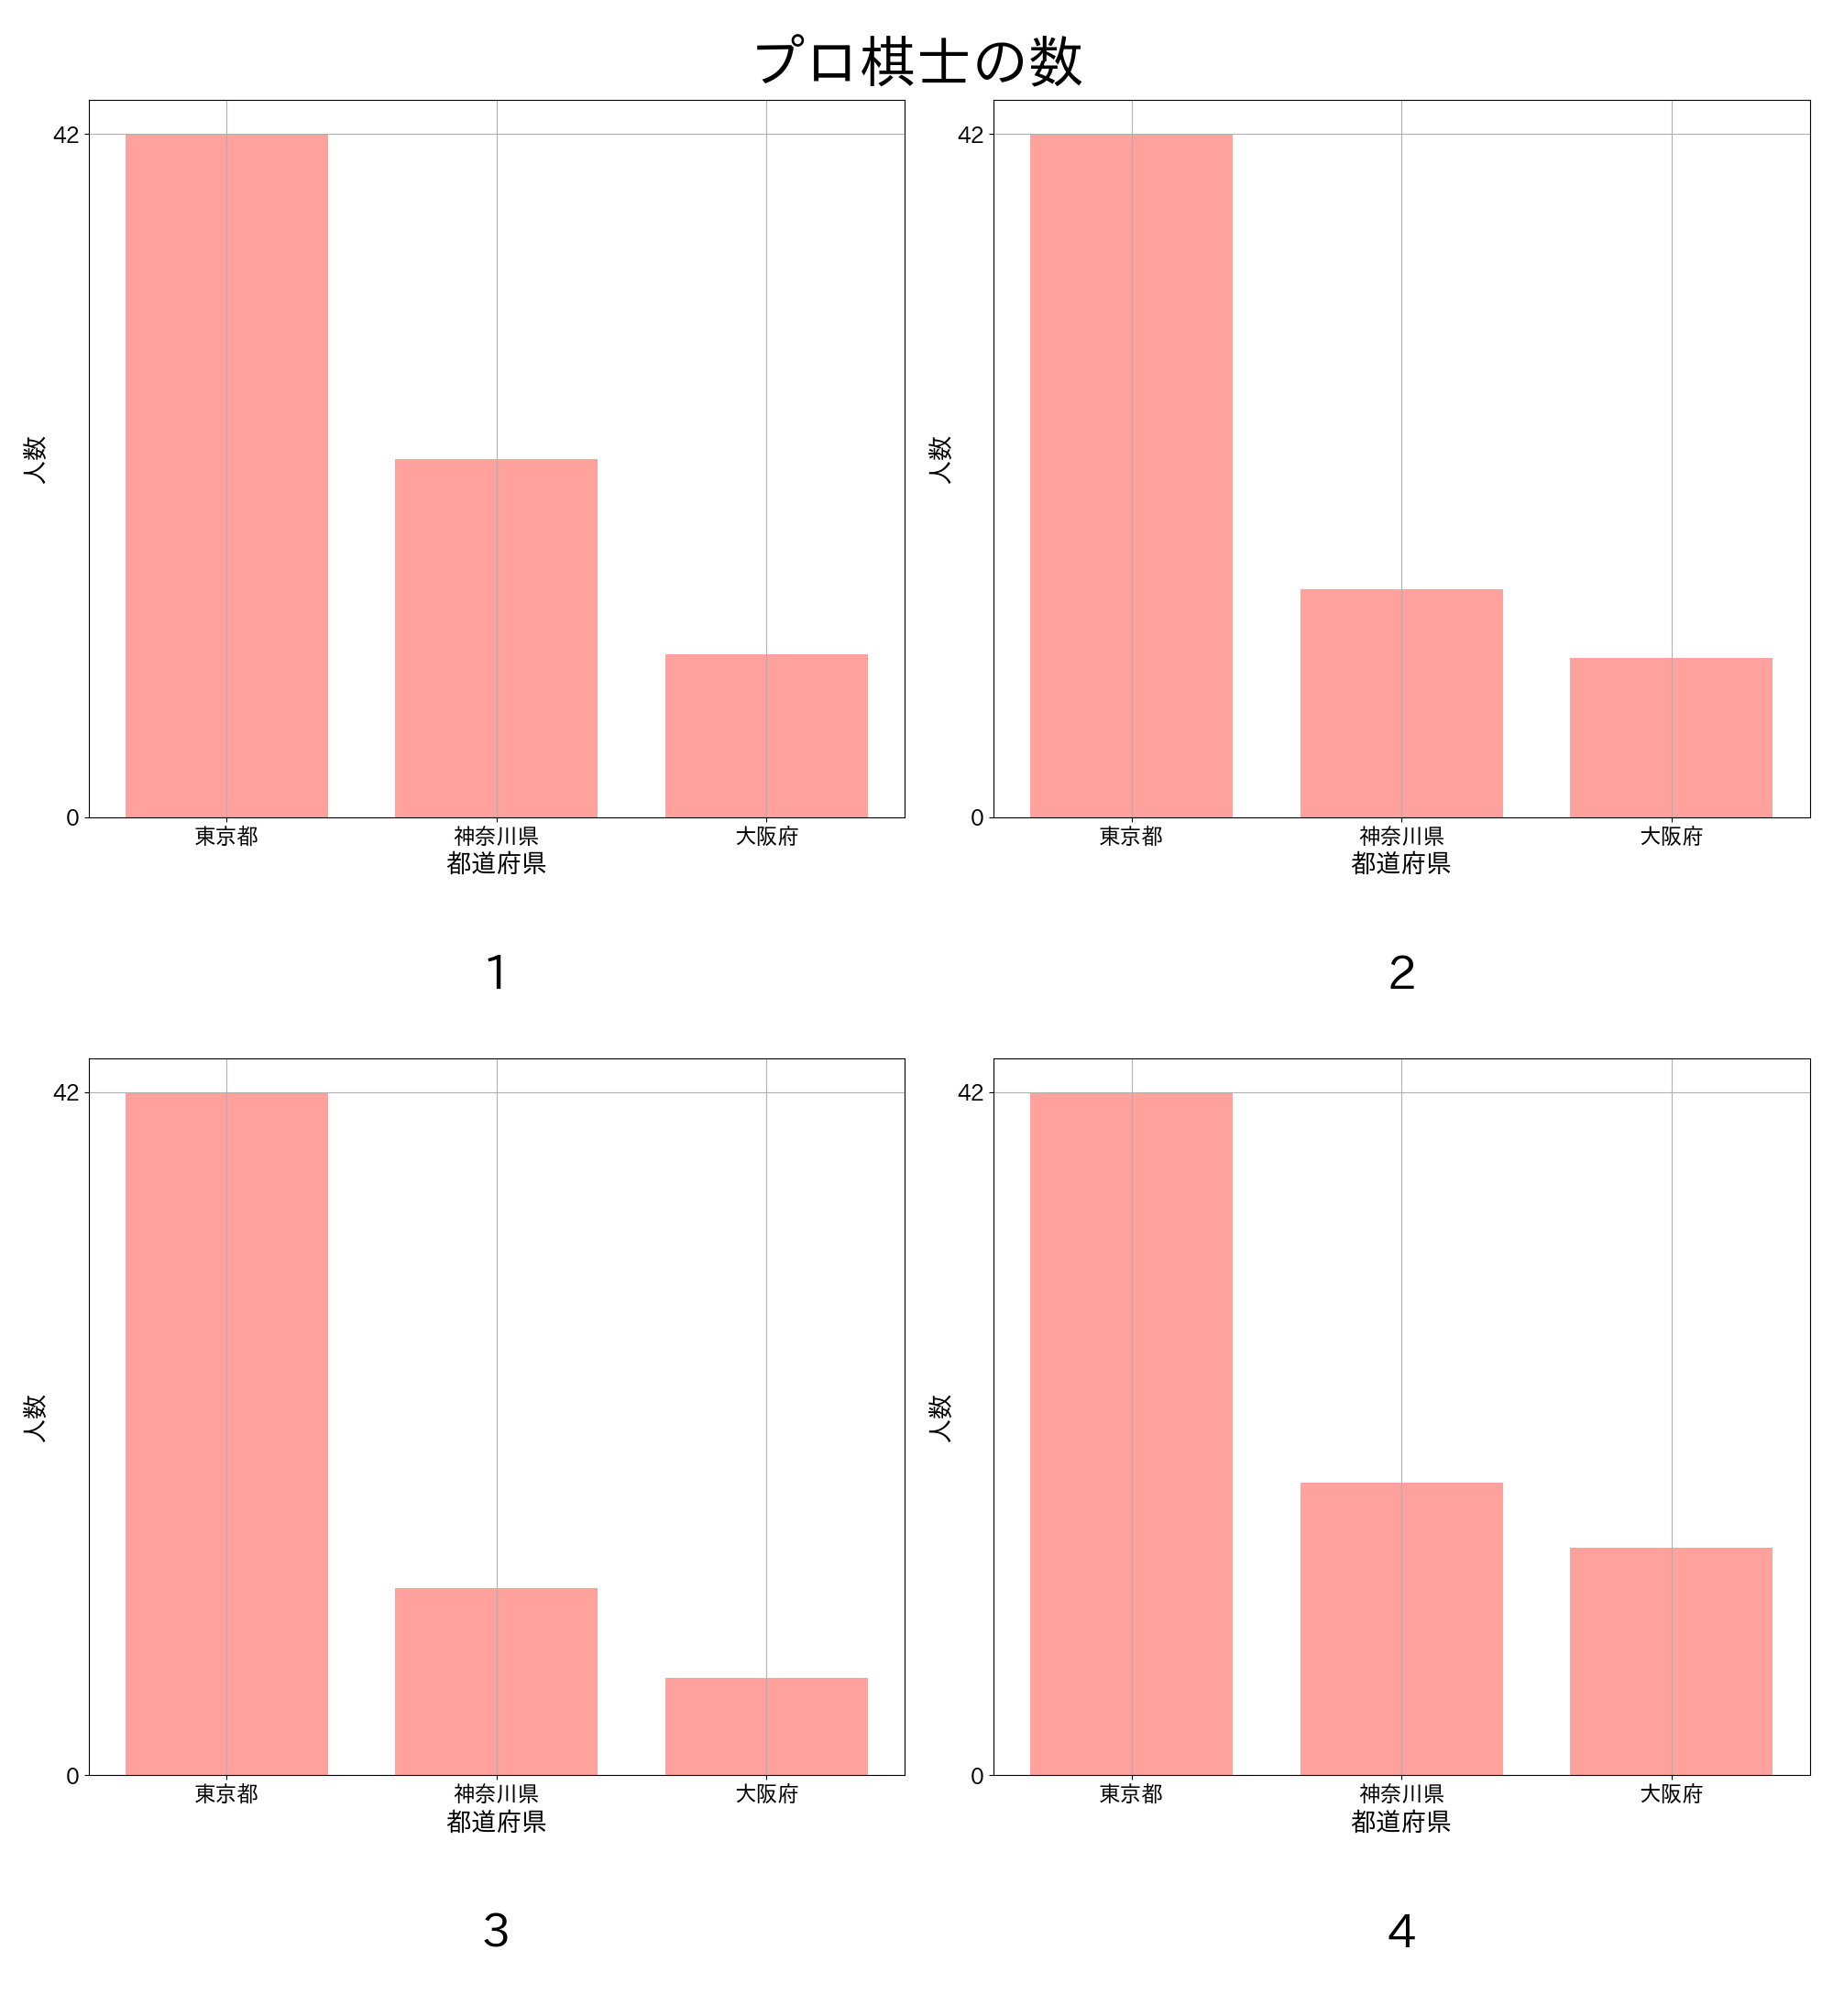 プロ棋士の数
42
人数
0
東京都 神奈川県 大阪府
都道府県
1
42
人数
0
東京都 神奈川県 大阪府
都道府県
2
42
人数
0
東京都 神奈川県 大阪府
都道府県
3
42
人数
0
東京都 神奈川県 大阪府
都道府県
4